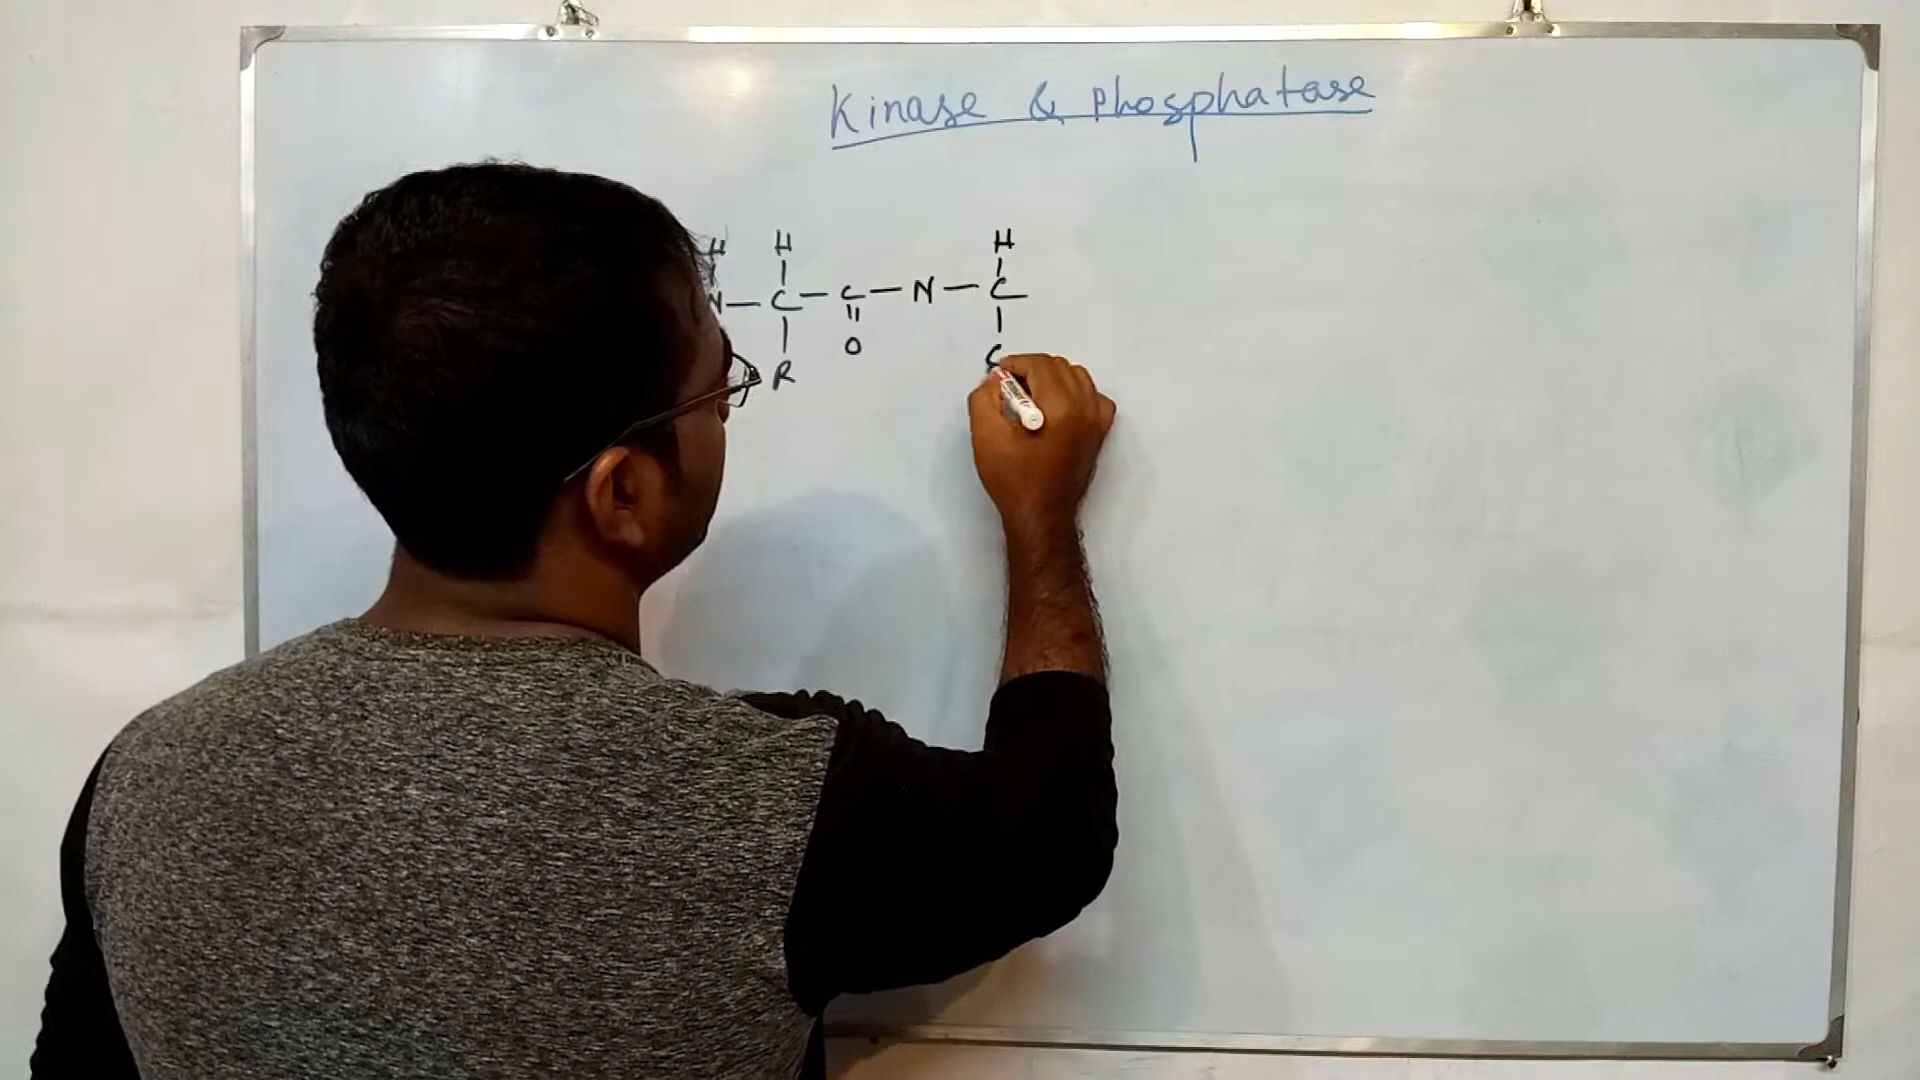 Kinase & Phosphatase
H H H
N — C — C — N — C —
O C
R